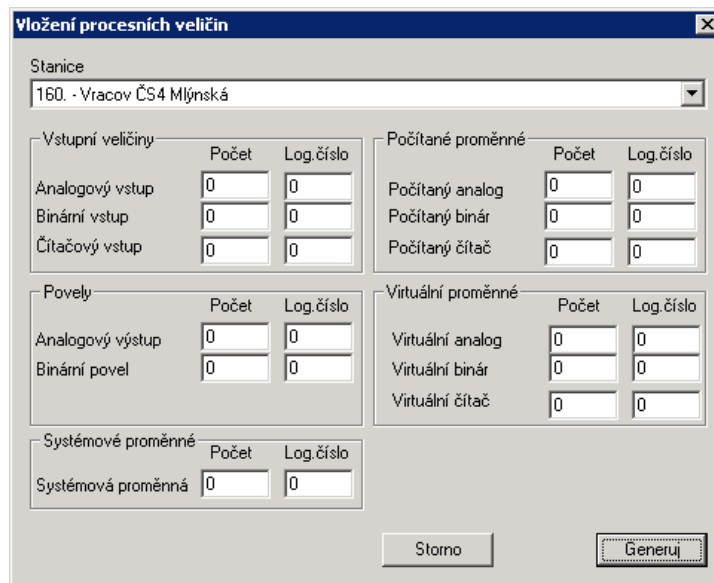 Vložení procesních veličin
Stanice
160. - Vracov ČS4 Mlýnská
Vstupní veličiny
Počet Log.číslo
Analogový vstup 0 0
Binární vstup 0 0
Čítačový vstup 0 0
Počítané proměnné
Počet Log.číslo
Počítaný analog 0 0
Počítaný binár 0 0
Počítaný čítač 0 0
Povely
Počet Log.číslo
Analogový výstup 0 0
Binární povel 0 0
Virtuální proměnné
Počet Log.číslo
Virtuální analog 0 0
Virtuální binár 0 0
Virtuální čítač 0 0
Systémové proměnné
Počet Log.číslo
Systémová proměnná 0 0
Storno Generuj